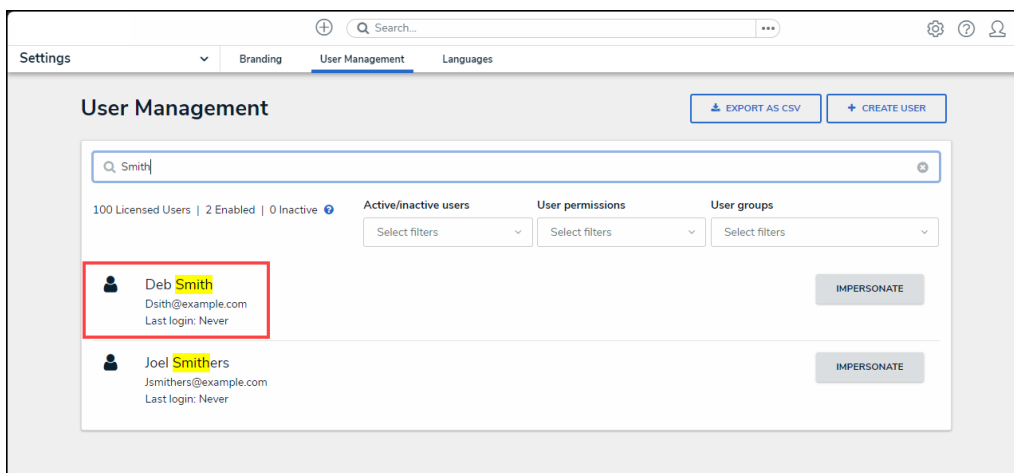 Search...
Settings
Branding
User Management
Languages
User Management
EXPORT AS CSV
+ CREATE USER
Smith
100 Licensed Users | 2 Enabled | 0 Inactive
Active/inactive users
User permissions
User groups
Select filters
Select filters
Select filters
Deb Smith
Dsith@example.com
Last login: Never
IMPERSONATE
Joel Smithers
Jsmithers@example.com
Last login: Never
IMPERSONATE